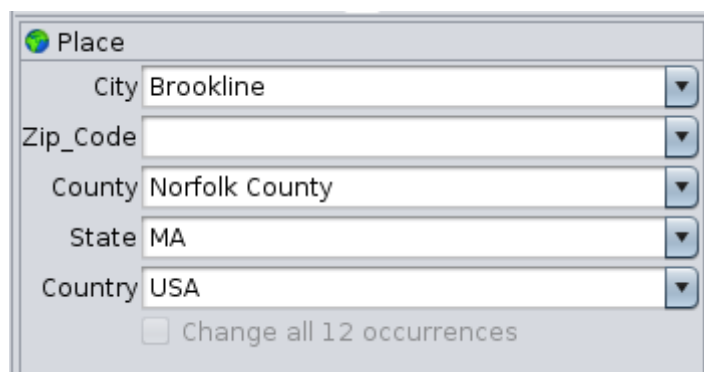 Place
City Brookline
Zip_Code
County Norfolk County
State MA
Country USA
Change all 12 occurrences